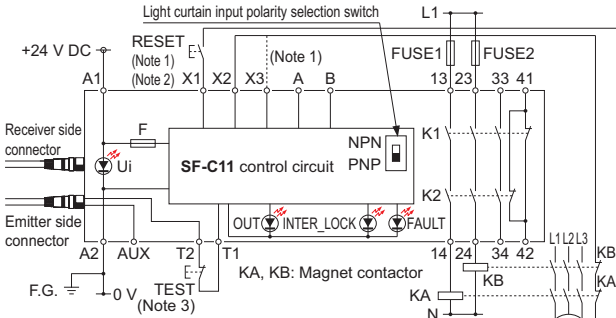 Light curtain input polarity selection switch
L1
+24 V DC
RESET
(Note 1)
(Note 2)
(Note 1)
FUSE1
FUSE2
A1
X1
X2
X3
A
B
13
23
33
41
Receiver side
connector
F
Ui
SF-C11 control circuit
NPN
PNP
K1
K2
OUT
INTER_LOCK
FAULT
Emitter side
connector
A2
AUX
T2
T1
14
24
34
42
L1
L2
L3
KB
KA
F.G.
0 V
TEST
(Note 3)
KA, KB: Magnet contactor
KB
KA
N